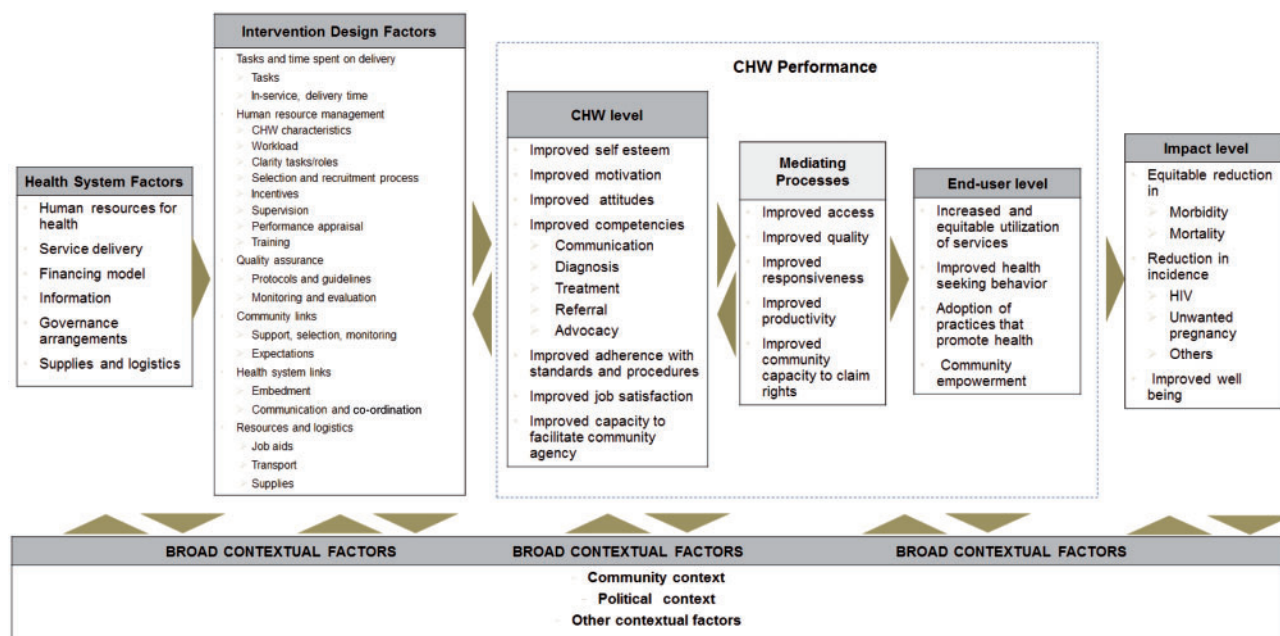 Health System Factors
Human resources for
health
Service delivery
Financing model
Information
Governance
arrangements
Supplies and logistics
Intervention Design Factors
Tasks and time spent on delivery
Tasks
In-service, delivery time
Human resource management
CHW characteristics
Workload
Clarity tasks/roles
Selection and recruitment process
Incentives
Supervision
Performance appraisal
Training
Quality assurance
Protocols and guidelines
Monitoring and evaluation
Community links
Support, selection, monitoring
Expectations
Health system links
Embedment
Communication and co-ordination
Resources and logistics
Job aids
Transport
Supplies
CHW Performance
CHW level
Improved self esteem
Improved motivation
Improved attitudes
Improved competencies
Communication
Diagnosis
Treatment
Referral
Advocacy
Improved adherence with
standards and procedures
Improved job satisfaction
Improved capacity to
facilitate community
agency
Mediating
Processes
Improved access
Improved quality
Improved
responsiveness
Improved
productivity
Improved
community
capacity to claim
rights
End-user level
Increased and
equitable utilization
of services
Improved health
seeking behavior
Adoption of
practices that
promote health
Community
empowerment
Impact level
Equitable reduction
in
Morbidity
Mortality
Reduction in
incidence
HIV
Unwanted
pregnancy
Others
Improved well
being
BROAD CONTEXTUAL FACTORS
BROAD CONTEXTUAL FACTORS
BROAD CONTEXTUAL FACTORS
Community context
Political context
Other contextual factors